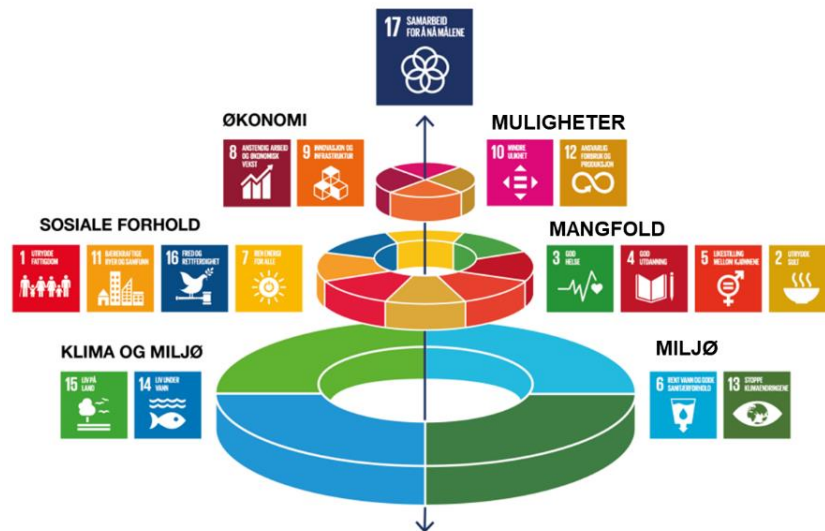 17 SAMARBEID
FOR Å NÅ MÅLENE
ØKONOMI
MULIGHETER
8 ANSTENDIG ARBEID
OG ØKONOMISK
VEKST
9 INNOVASJON OG
INFRASTRUKTUR
10 MINDRE
ULIKHET
12 ANSVARLIG
FORBRUK OG
PRODUKSJON
SOSIALE FORHOLD
MANGFOLD
1 UTRYDDE
FATTIGDOM
11 BÆREKRAFTIGE
BYER OG SAMFUNN
16 FRED OG
RETTFERDIGHET
7 REN ENERGI
FOR ALLE
3 GOD
HELSE
4 GOD
UTDANNING
5 LIKESTILLING
MELLOM KJØNNENE
2 UTRYDDE
SULT
KLIMA OG MILJØ
MILJØ
15 LIV PÅ
LAND
14 LIV UNDER
VANN
6 RENT VANN OG GODE
SANITÆRFORHOLD
13 STOPPE
KLIMAENDRINGENE